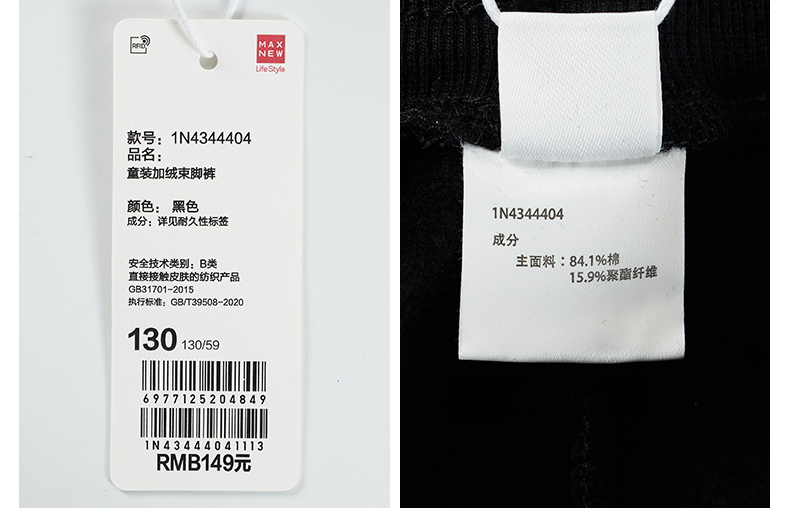 RFID
MAX
NEW
Life Style
款号：1N4344404
品名：
童装加绒束脚裤
颜色：黑色
成分：详见耐久性标签
安全技术类别：B类
直接接触皮肤的纺织产品
GB31701-2015
执行标准：GB/T39508-2020
130 130/59
6977125204849
1N43444041113
RMB149元
1N4344404
成分
主面料：84.1%棉
15.9%聚酯纤维